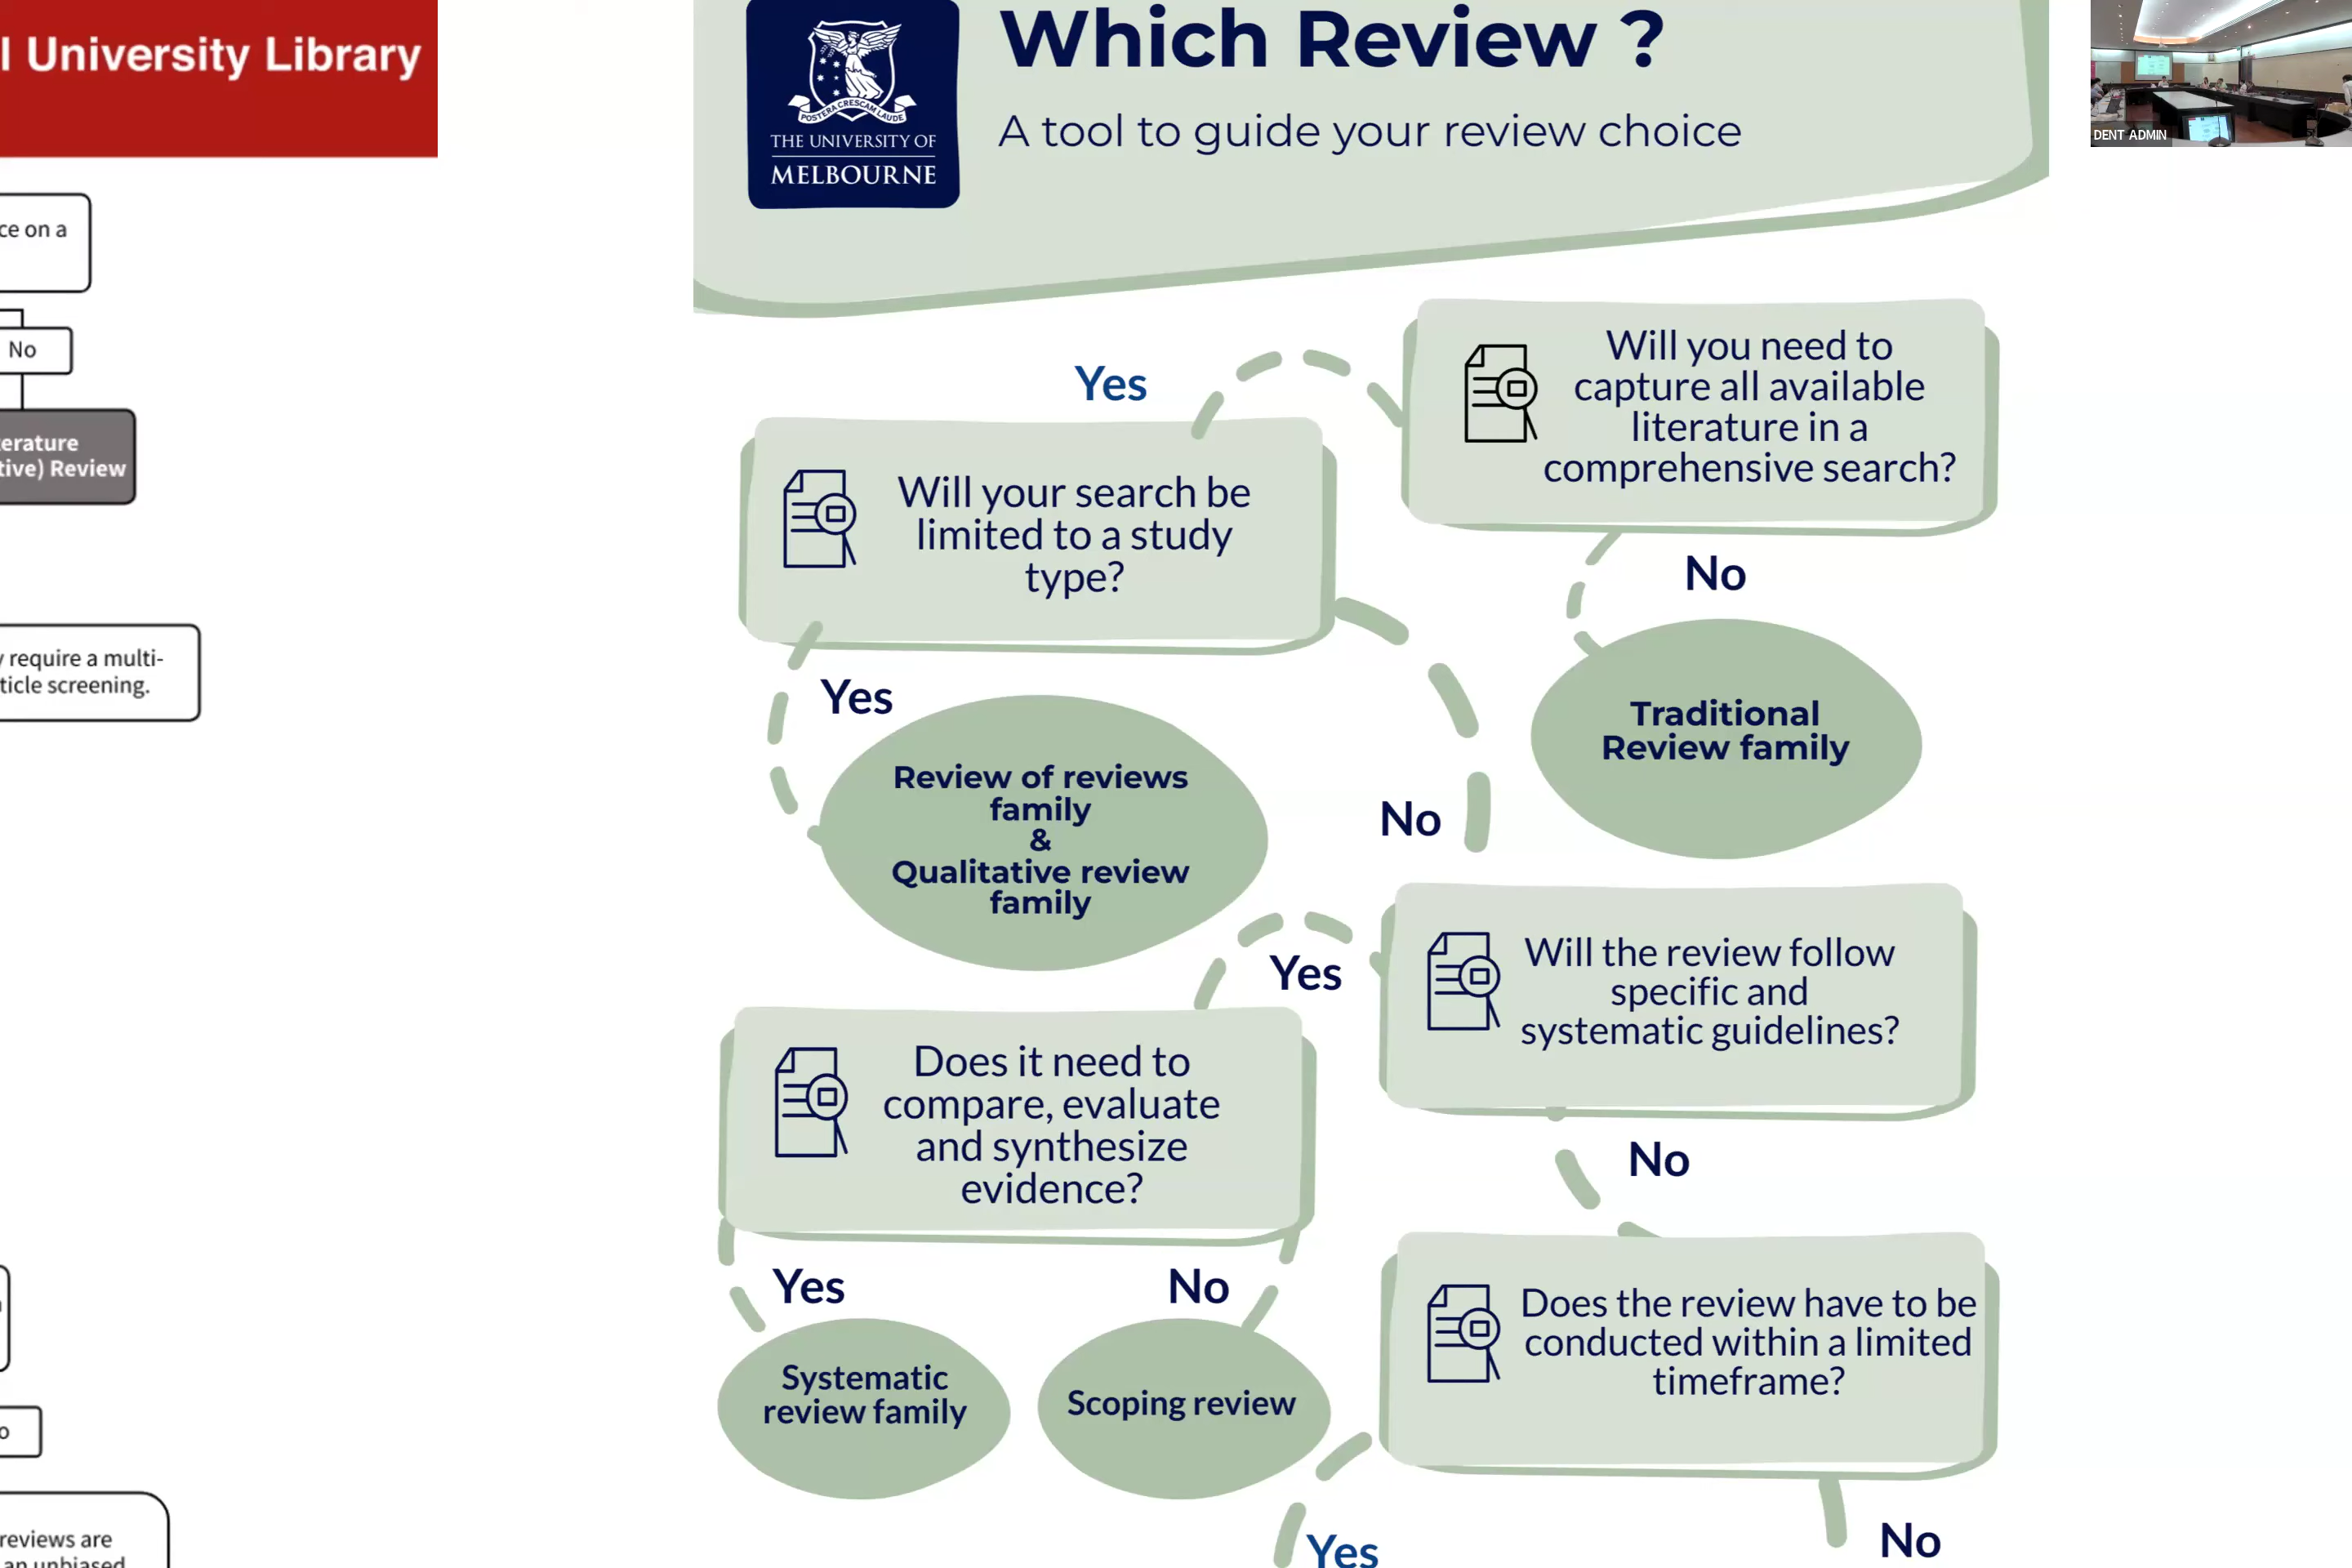 l University Library
ce on a
No
erature
tive) Review
y require a multi-
ticle screening.
o
reviews are
an unbiased
Which Review ?
A tool to guide your review choice
POSTERA CRESCAM LAUDE
THE UNIVERSITY OF
MELBOURNE
Will you need to
capture all available
literature in a
comprehensive search?
Yes
Will your search be
limited to a study
type?
No
Traditional
Review family
Yes
Review of reviews
family
&
Qualitative review
family
No
Will the review follow
specific and
systematic guidelines?
Yes
Does it need to
compare, evaluate
and synthesize
evidence?
No
Does the review have to be
conducted within a limited
timeframe?
Yes
No
Systematic
review family
Scoping review
Yes
No
DENT ADMIN